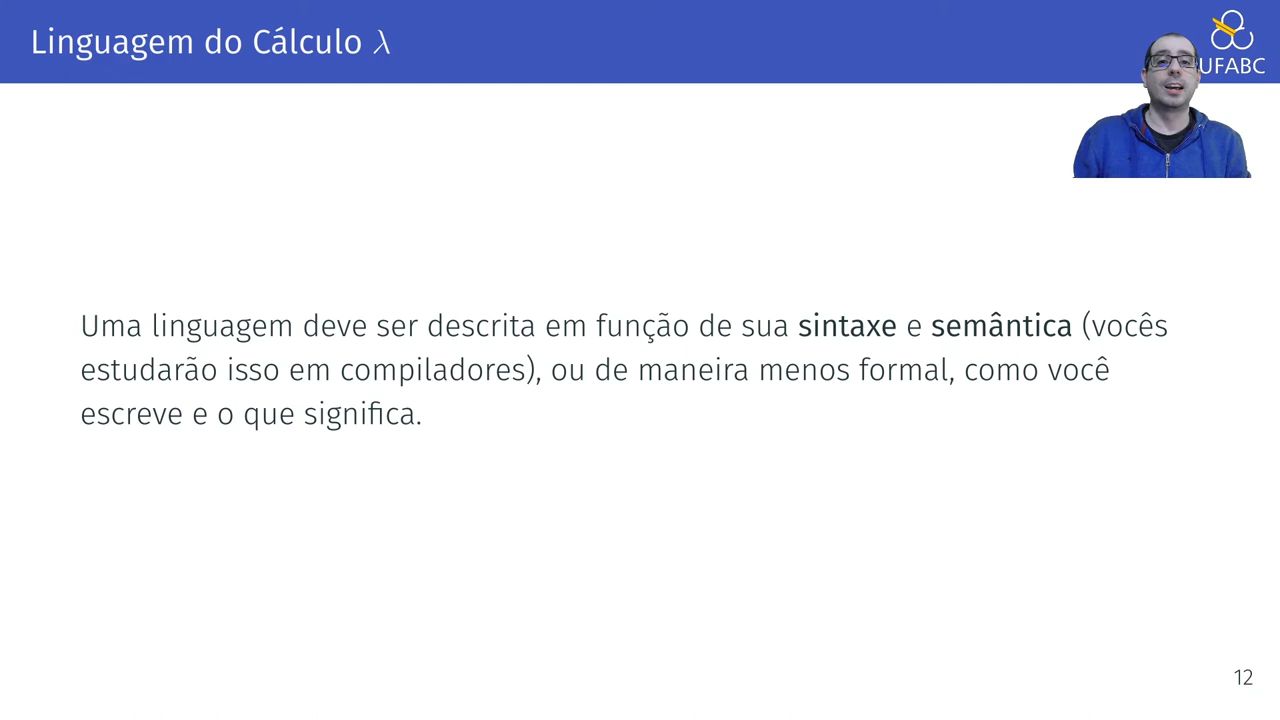 Linguagem do Cálculo λ
UFABC
Uma linguagem deve ser descrita em função de sua sintaxe e semântica (vocês
estudarão isso em compiladores), ou de maneira menos formal, como você
escreve e o que significa.
12